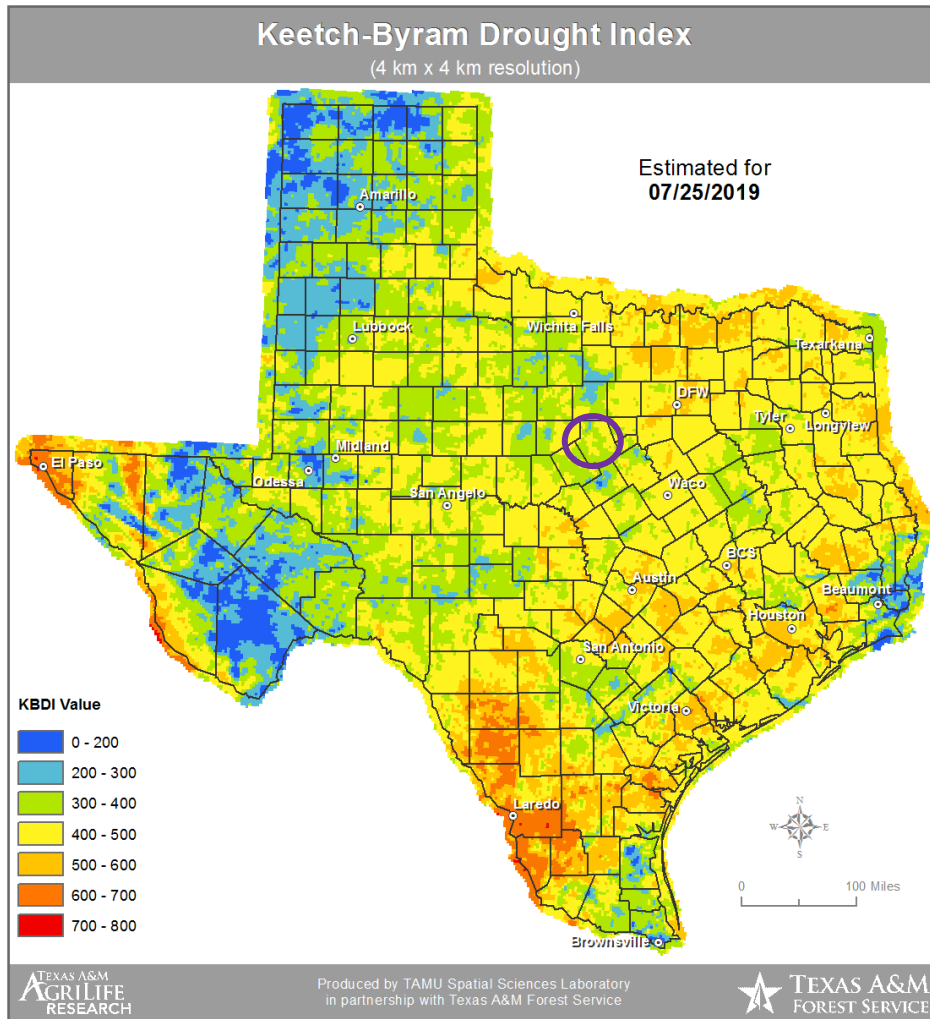 Keetch-Byram Drought Index
(4 km x 4 km resolution)
Estimated for
07/25/2019
Amarillo
Lubbock
Wichita Falls
Texarkana
DFW
Tyler
Longview
El Paso
Midland
Odessa
San Angelo
Waco
BCS
Austin
Beaumont
Houston
San Antonio
Victoria
Laredo
Brownsville
KBDI Value
0 - 200
200 - 300
300 - 400
400 - 500
500 - 600
600 - 700
700 - 800
N
W E
S
0 100 Miles
TEXAS A&M
AGRILIFE
RESEARCH
Produced by TAMU Spatial Sciences Laboratory
in partnership with Texas A&M Forest Service
TEXAS A&M
FOREST SERVICE